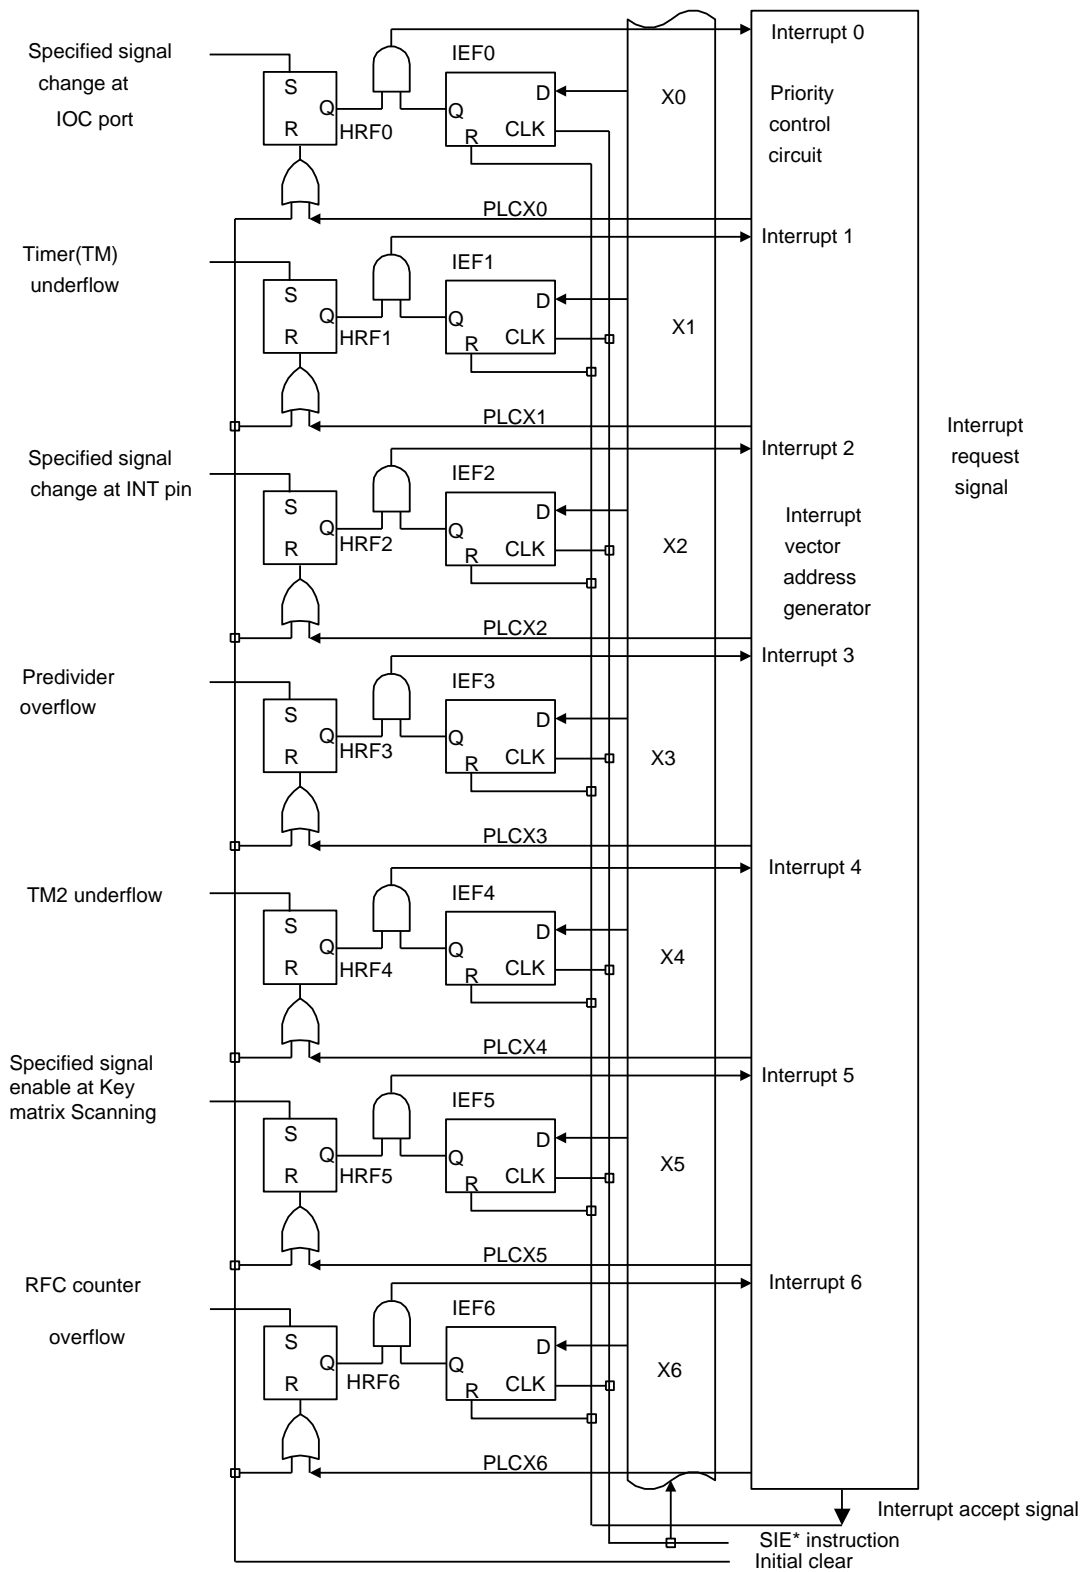 Specified signal
change at
IOC port
S
R
Q
HRF0
IEF0
Q
D
CLK
R
X0
Interrupt 0
Priority
control
circuit
PLCX0
Timer(TM)
underflow
S
R
Q
HRF1
IEF1
Q
D
CLK
R
X1
Interrupt 1
PLCX1
Specified signal
change at INT pin
S
R
Q
HRF2
IEF2
Q
D
CLK
R
X2
Interrupt 2
Interrupt
vector
address
generator
Interrupt
request
signal
PLCX2
Predivider
overflow
S
R
Q
HRF3
IEF3
Q
D
CLK
R
X3
Interrupt 3
PLCX3
TM2 underflow
S
R
Q
HRF4
IEF4
Q
D
CLK
R
X4
Interrupt 4
PLCX4
Specified signal
enable at Key
matrix Scanning
S
R
Q
HRF5
IEF5
Q
D
CLK
R
X5
Interrupt 5
PLCX5
RFC counter
overflow
S
R
Q
HRF6
IEF6
Q
D
CLK
R
X6
Interrupt 6
PLCX6
Interrupt accept signal
SIE* instruction
Initial clear